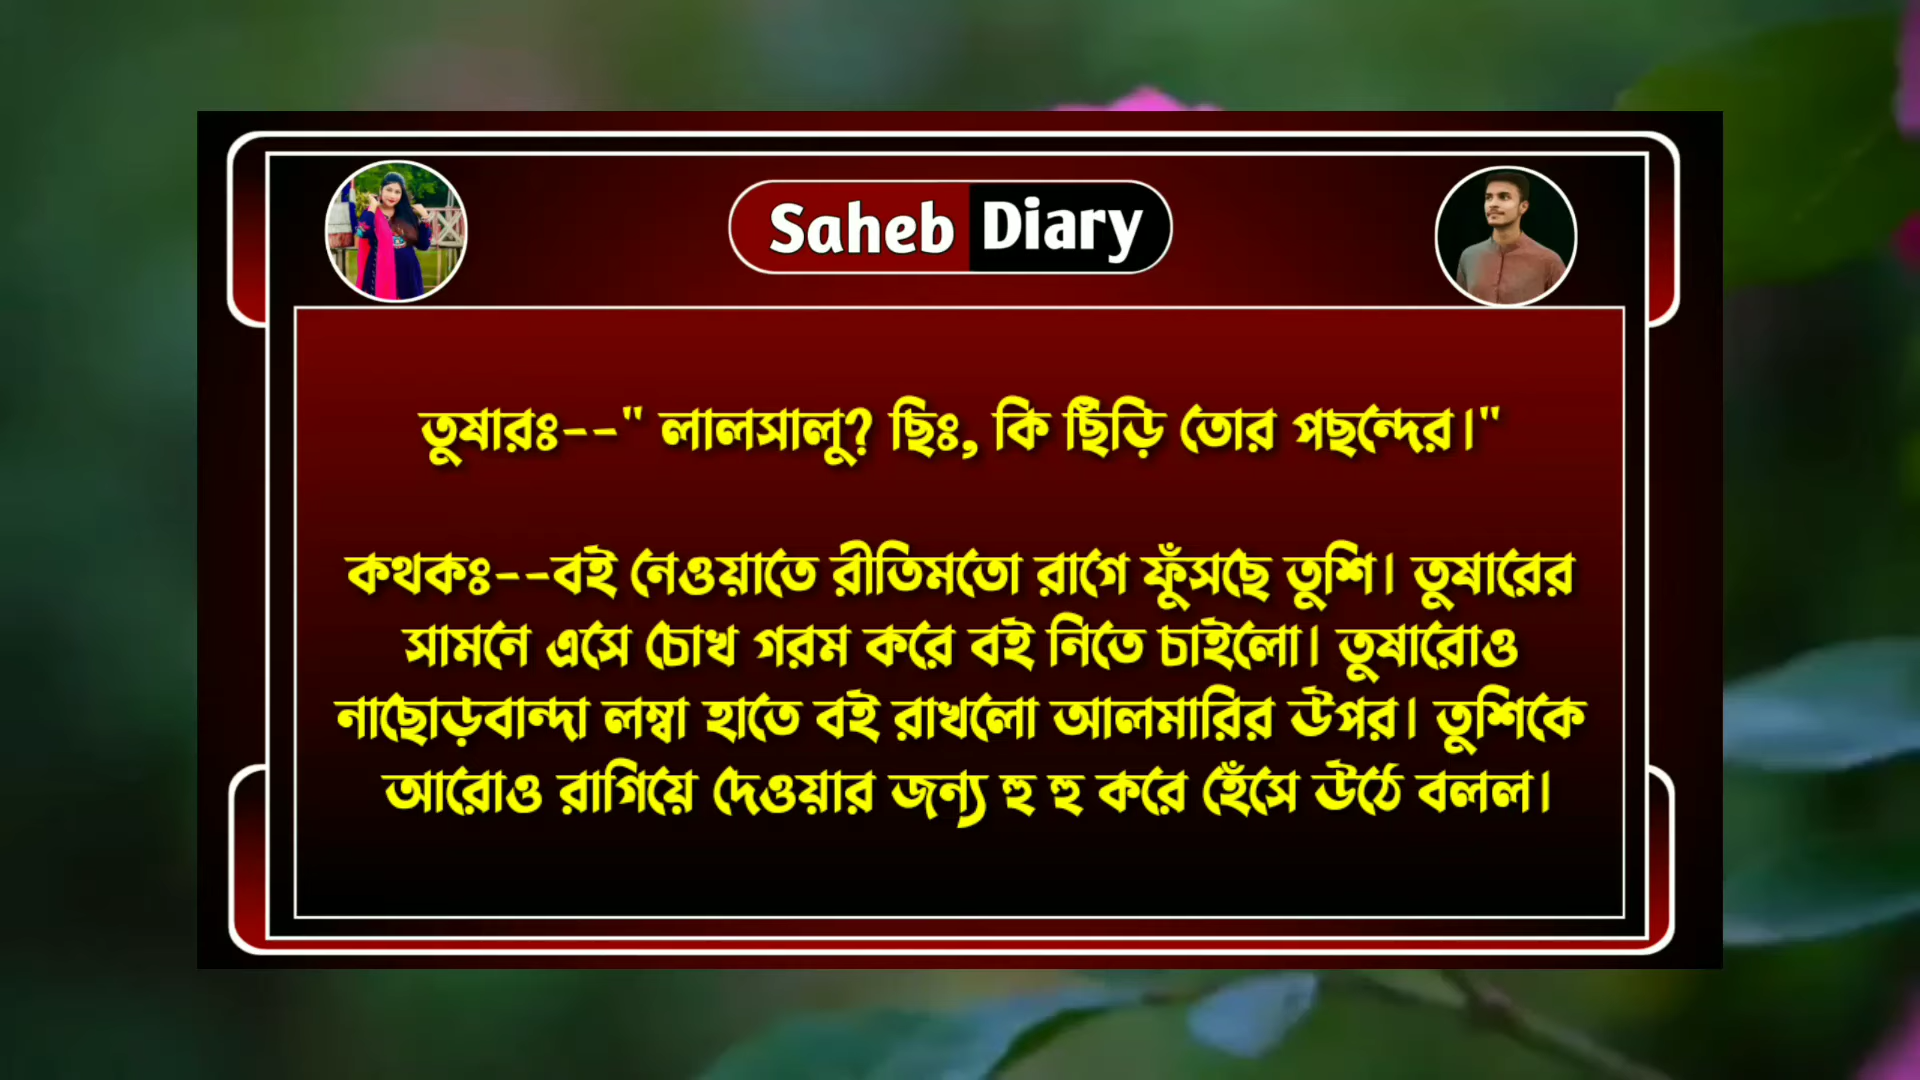 Saheb Diary
তুষারঃ--" লালসালু? ছিঃ, কি ছিঁড়ি তোর পছন্দের।"
কথকঃ--বই নেওয়াতে রীতিমতো রাগে ফুঁসছে তুশি। তুষারের
সামনে এসে চোখ গরম করে বই নিতে চাইলো। তুষারোও
নাছোড়বান্দা লম্বা হাতে বই রাখলো আলমারির উপর। তুশিকে
আরোও রাগিয়ে দেওয়ার জন্য হু হু করে হেঁসে উঠে বলল।